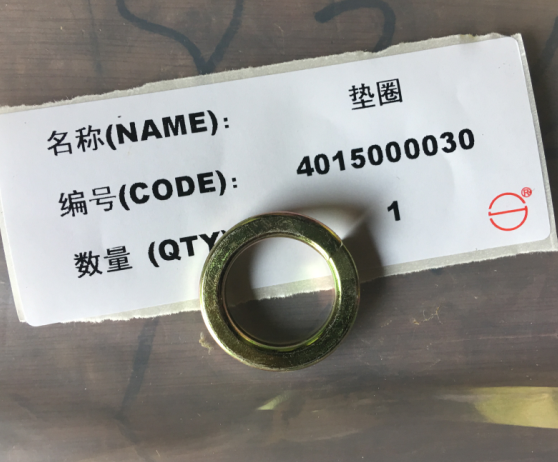 名称(NAME): 垫圈
编号(CODE): 4015000030
数量 (QTY 1
®